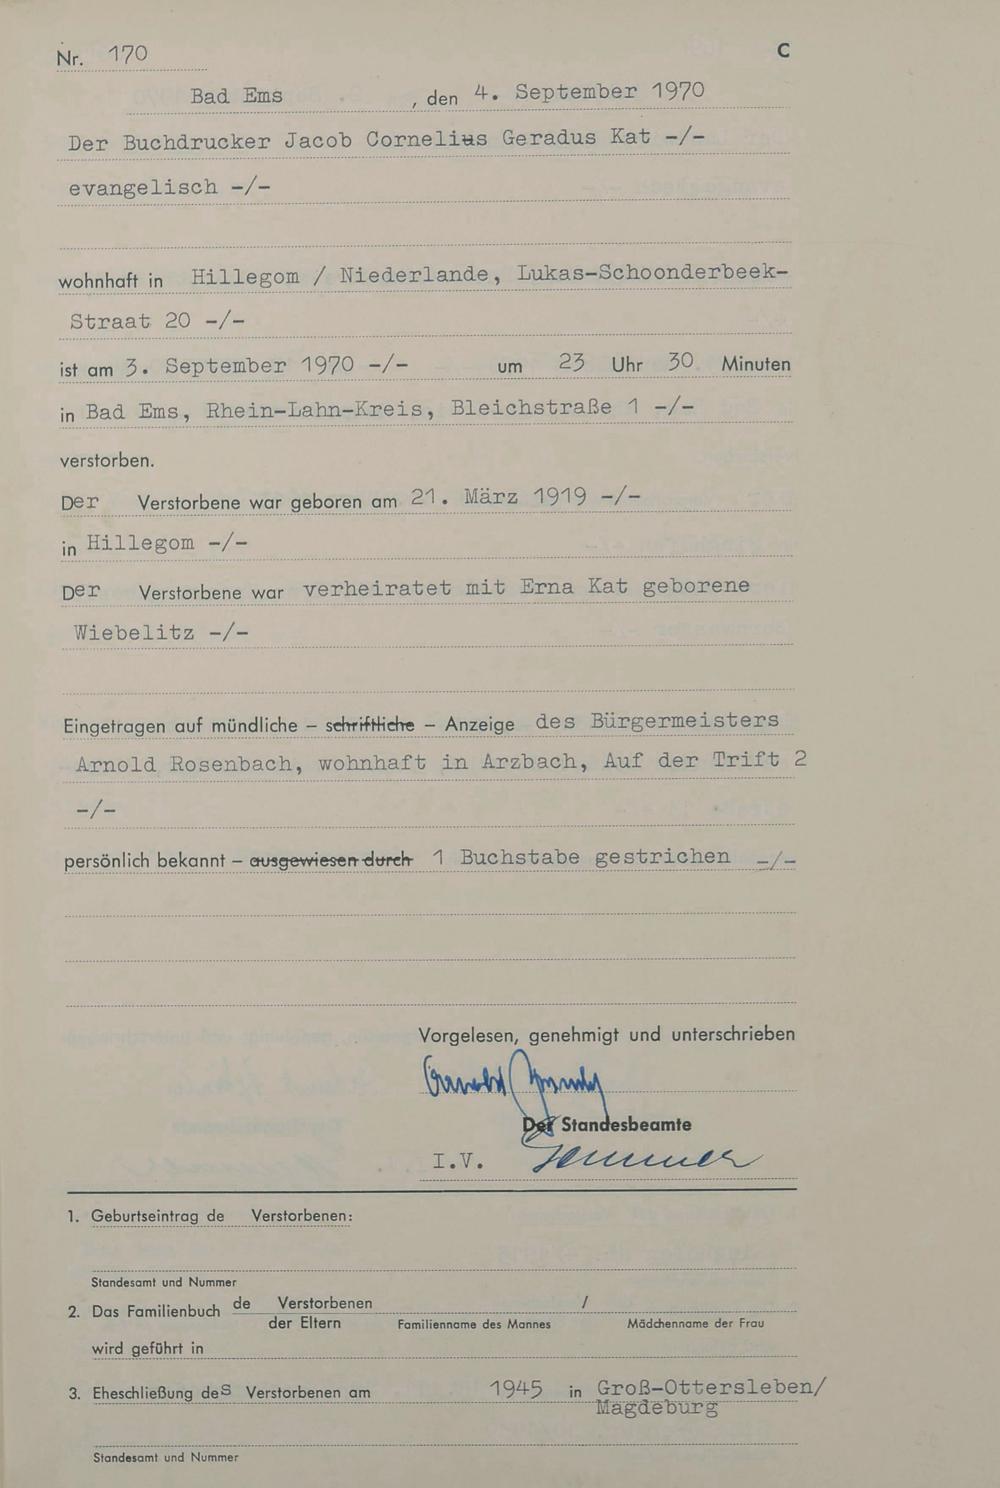 Nr. 170 C
Bad Ems , den 4. September 1970
Der Buchdrucker Jacob Cornelius Geradus Kat -/-
evangelisch -/-
wohnhaft in Hillegom / Niederlande, Lukas-Schoonderbeek-
Straat 20 -/-
ist am 3. September 1970 -/- um 23 Uhr 30 Minuten
in Bad Ems, Rhein-Lahn-Kreis, Bleichstraße 1 -/-
verstorben.
Der Verstorbene war geboren am 21. März 1919 -/-
in Hillegom -/-
Der Verstorbene war verheiratet mit Erna Kat geborene
Wiebelitz -/-
Eingetragen auf mündliche – schriftliche – Anzeige des Bürgermeisters
Arnold Rosenbach, wohnhaft in Arzbach, Auf der Trift 2
-/-
persönlich bekannt – ausgewiesen durch 1 Buchstabe gestrichen -/-
Vorgelesen, genehmigt und unterschrieben
Arnold
Der Standesbeamte
I.V.
1. Geburtseintrag de Verstorbenen:
Standesamt und Nummer
2. Das Familienbuch de Verstorbenen /
der Eltern Familienname des Mannes Mädchenname der Frau
wird geführt in
3. Eheschließung des Verstorbenen am 1945 in Groß-Ottersleben/
Magdeburg
Standesamt und Nummer